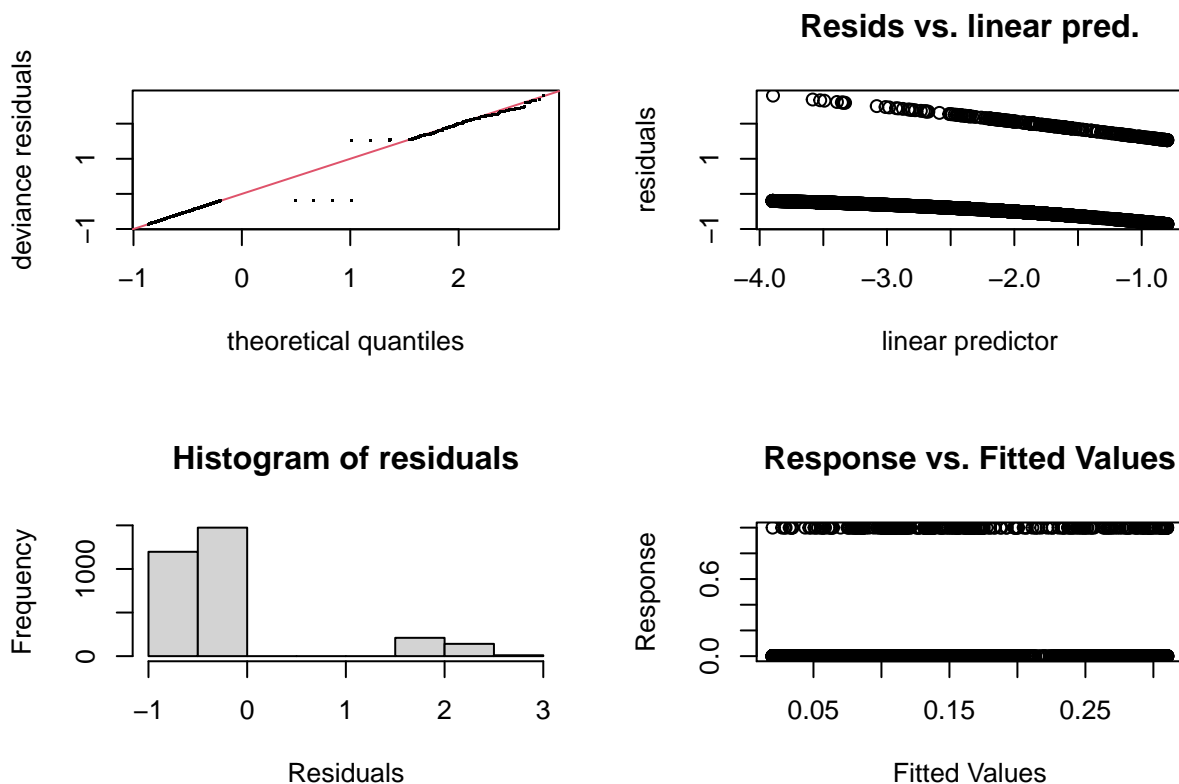 deviance residuals
−1
1
−1
0
1
2
theoretical quantiles
Resids vs. linear pred.
residuals
−1
1
−4.0
−3.0
−2.0
−1.0
linear predictor
Histogram of residuals
Frequency
0
1000
−1
0
1
2
3
Residuals
Response vs. Fitted Values
Response
0.0
0.6
0.05
0.15
0.25
Fitted Values